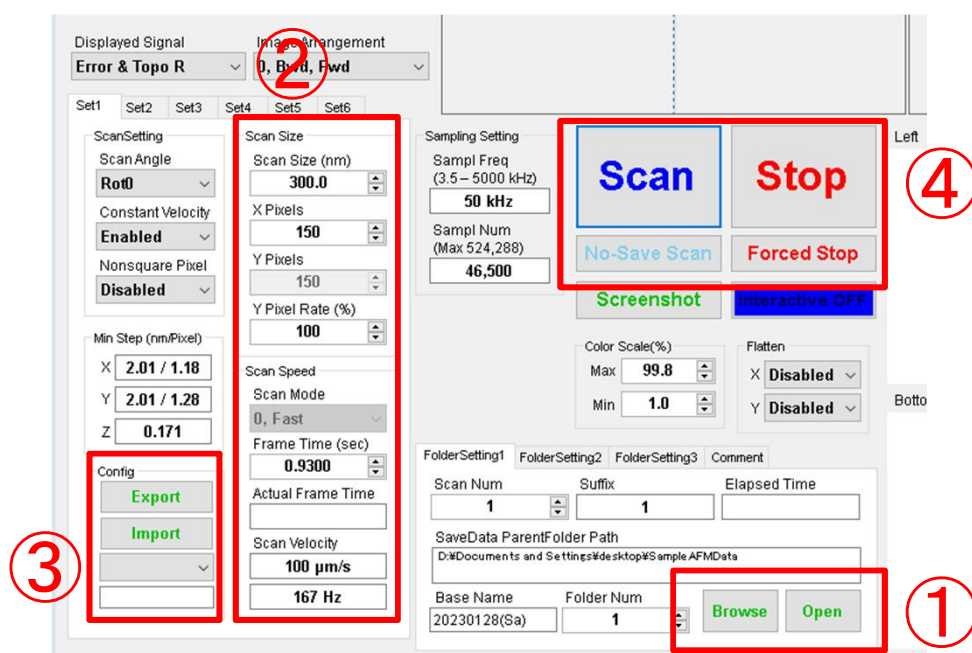 Displayed Signal
Image Arrangement
Error & Topo R
0, Bwd, Fwd
②
Set1 Set2 Set3 Set4 Set5 Set6
ScanSetting
Scan Angle
Rot0
Constant Velocity
Enabled
Nonsquare Pixel
Disabled
Min Step (nm/Pixel)
X 2.01 / 1.18
Y 2.01 / 1.28
Z 0.171
③
Config
Export
Import
Scan Size
Scan Size (nm)
300.0
X Pixels
150
Y Pixels
150
Y Pixel Rate (%)
100
Scan Speed
Scan Mode
0, Fast
Frame Time (sec)
0.9300
Actual Frame Time
Scan Velocity
100 µm/s
167 Hz
Sampling Setting
Sampl Freq
(3.5 – 5000 kHz)
50 kHz
Sampl Num
(Max 524,288)
46,500
Scan
Stop
No-Save Scan
Forced Stop
④
Screenshot
Interactive OFF
Left
Color Scale(%)
Max 99.8
Min 1.0
Flatten
X Disabled
Y Disabled
Botto
FolderSetting1 FolderSetting2 FolderSetting3 Comment
Scan Num
1
Suffix
1
Elapsed Time
SaveData ParentFolder Path
D:¥Documents and Settings¥desktop¥Sample AFMData
Base Name
20230128(Sa)
Folder Num
1
Browse
Open
①